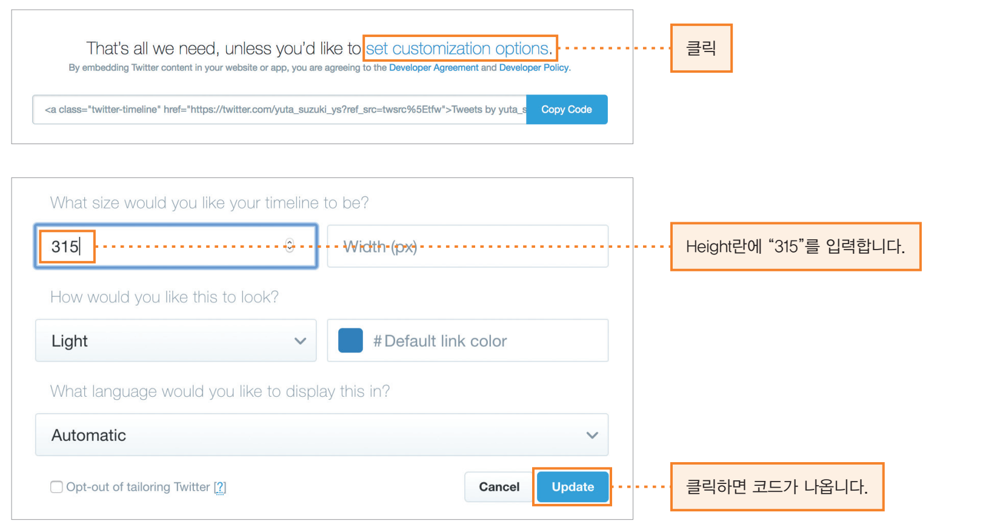 That's all we need, unless you'd like to set customization options.
클릭
By embedding Twitter content in your website or app, you are agreeing to the Developer Agreement and Developer Policy.
<a class="twitter-timeline" href="https://twitter.com/yuta_suzuki_ys?ref_src=twsrc%5Etfw">Tweets by yuta_s
Copy Code
What size would you like your timeline to be?
315
Width (px)
Height란에 “315”를 입력합니다.
How would you like this to look?
Light
#Default link color
What language would you like to display this in?
Automatic
Opt-out of tailoring Twitter [?]
Cancel
Update
클릭하면 코드가 나옵니다.